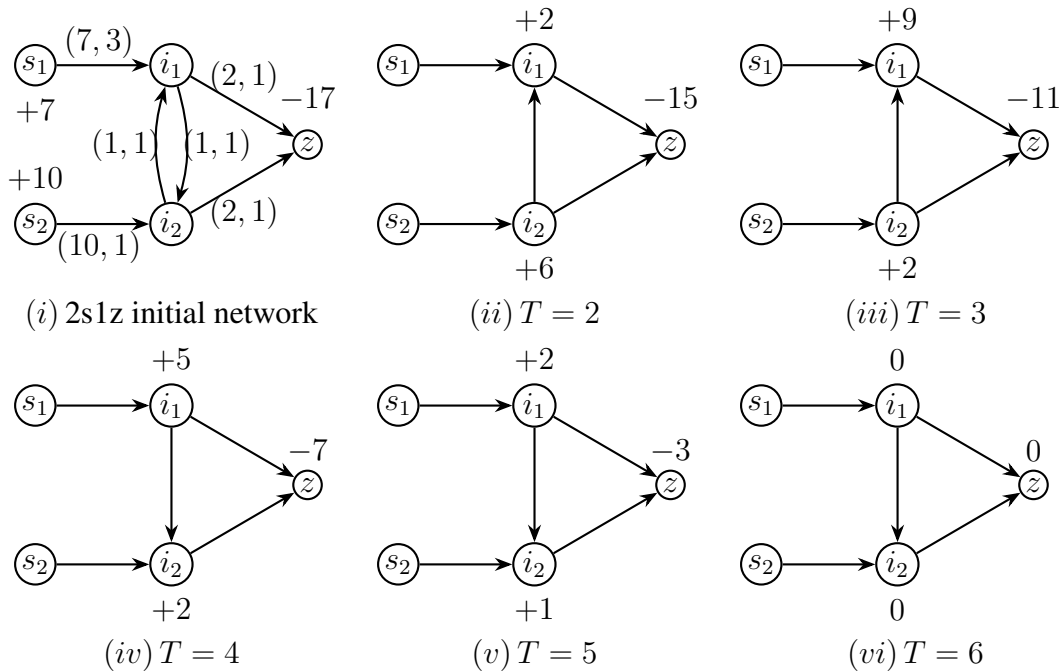 (7, 3)
s₁
+7
i₁
(2, 1)
−17
z
(1, 1)
(1, 1)
+10
s₂
(10, 1)
i₂
(2, 1)
(i) 2s1z initial network
+2
s₁
i₁
−15
z
s₂
i₂
+6
(ii) T = 2
+9
s₁
i₁
−11
z
s₂
i₂
+2
(iii) T = 3
+5
s₁
i₁
−7
z
s₂
i₂
+2
(iv) T = 4
+2
s₁
i₁
−3
z
s₂
i₂
+1
(v) T = 5
0
s₁
i₁
0
z
s₂
i₂
0
(vi) T = 6